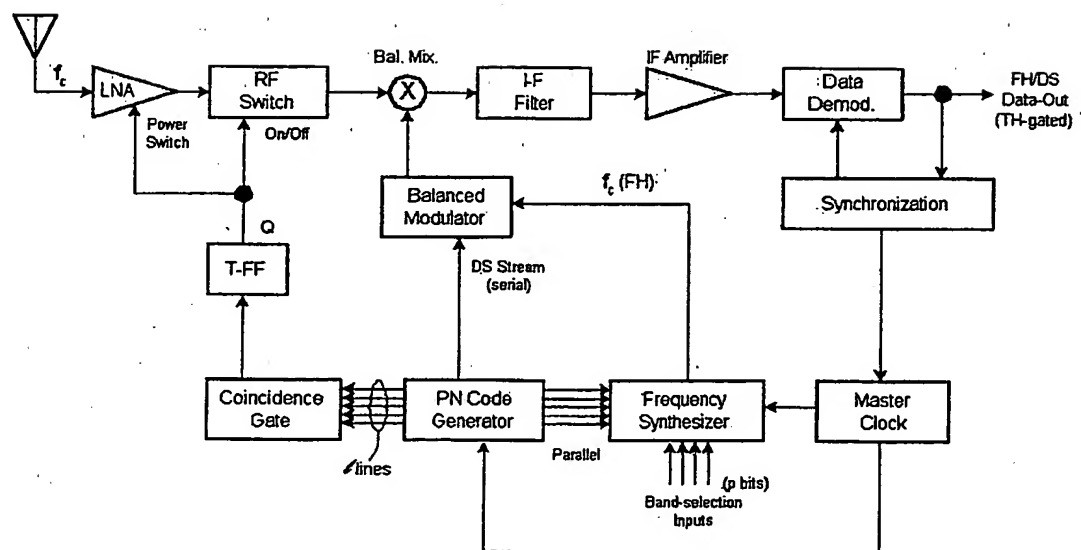 f_c
LNA
RF
Switch
Bal. Mix.
X
I-F
Filter
IF Amplifier
Data
Demod.
FH/DS
Data-Out
(TH-gated)
Power
Switch
On/Off
Q
T-FF
Balanced
Modulator
f_c (FH)
Synchronization
DS Stream
(serial)
Coincidence
Gate
PN Code
Generator
Frequency
Synthesizer
Master
Clock
ℓ lines
Parallel
(p bits)
Band-selection
Inputs